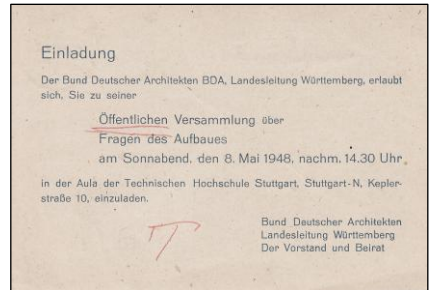 Einladung
Der Bund Deutscher Architekten BDA, Landesleitung Württemberg, erlaubt
sich, Sie zu seiner
Öffentlichen Versammlung über
Fragen des Aufbaues
am Sonnabend, den 8. Mai 1948, nachm. 14.30 Uhr,
in der Aula der Technischen Hochschule Stuttgart, Stuttgart-N, Kepler-
straße 10, einzuladen.
Bund Deutscher Architekten
Landesleitung Württemberg
Der Vorstand und Beirat